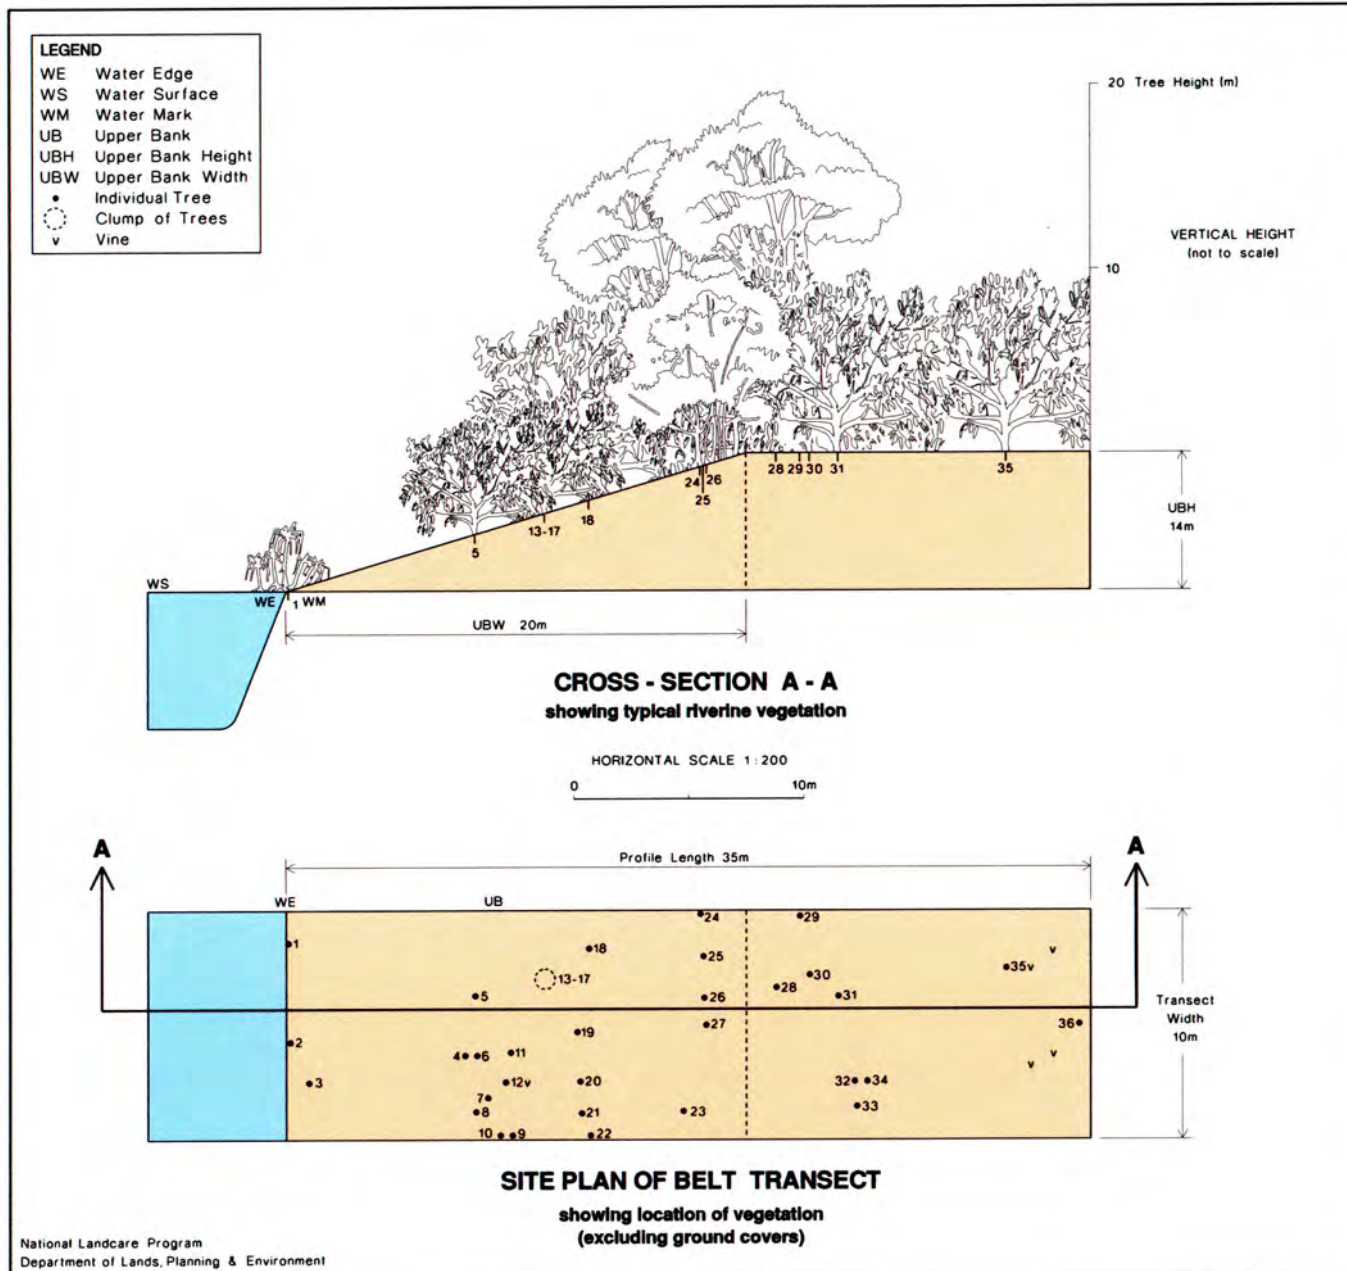 LEGEND
WE Water Edge
WS Water Surface
WM Water Mark
UB Upper Bank
UBH Upper Bank Height
UBW Upper Bank Width
• Individual Tree
Clump of Trees
v Vine
20 Tree Height (m)
VERTICAL HEIGHT
(not to scale)
10
28 29 30 31 35
24 26
25
18
13-17
5
UBH
14m
WS
WE 1 WM
UBW 20m
CROSS - SECTION A - A
showing typical riverine vegetation
HORIZONTAL SCALE 1 : 200
0 10m
A A
Profile Length 35m
WE UB
24 29
1 18
25
35v v
13-17
30
28
5 26 31
27 36
19
2
4 6 11
v
v
3 12v 20 32 34
7
33
8 21 23
10 9 22
Transect
Width
10m
SITE PLAN OF BELT TRANSECT
showing location of vegetation
(excluding ground covers)
National Landcare Program
Department of Lands, Planning & Environment